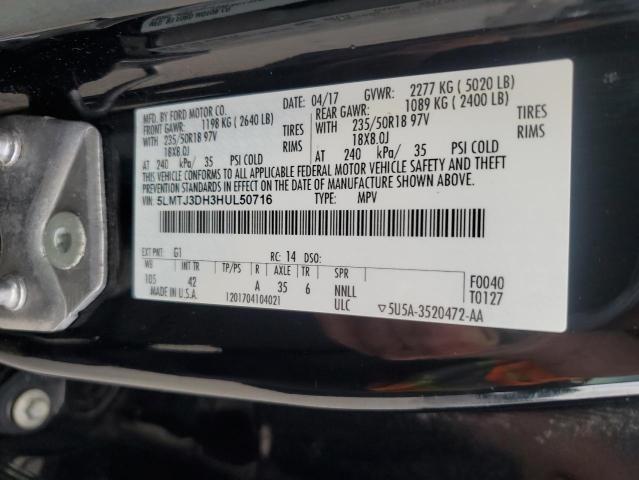 MFD. BY FORD MOTOR CO.
DATE: 04/17 GVWR: 2277 KG ( 5020 LB)
FRONT GAWR: 1198 KG ( 2640 LB) REAR GAWR: 1089 KG ( 2400 LB)
WITH 235/50R18 97V TIRES WITH 235/50R18 97V TIRES
18X8.0J RIMS 18X8.0J RIMS
AT 240 kPa/ 35 PSI COLD AT 240 kPa/ 35 PSI COLD
THIS VEHICLE CONFORMS TO ALL APPLICABLE FEDERAL MOTOR VEHICLE SAFETY AND THEFT
PREVENTION STANDARDS IN EFFECT ON THE DATE OF MANUFACTURE SHOWN ABOVE.
VIN: 5LMTJ3DH3HUL50716 TYPE: MPV
EXT PNT: G1 RC: 14 DSO:
WB INT TR TP/PS R AXLE TR SPR
105 42 A 35 6 NNLL F0040
MADE IN U.S.A. 1201704104021 ULC T0127
▽5U5A-3520472-AA